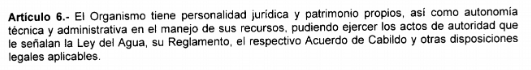 Artículo 6.- El Organismo tiene personalidad jurídica y patrimonio propios, así como autonomía
técnica y administrativa en el manejo de sus recursos, pudiendo ejercer los actos de autoridad que
le señalan la Ley del Agua, su Reglamento, el respectivo Acuerdo de Cabildo y otras disposiciones
legales aplicables.